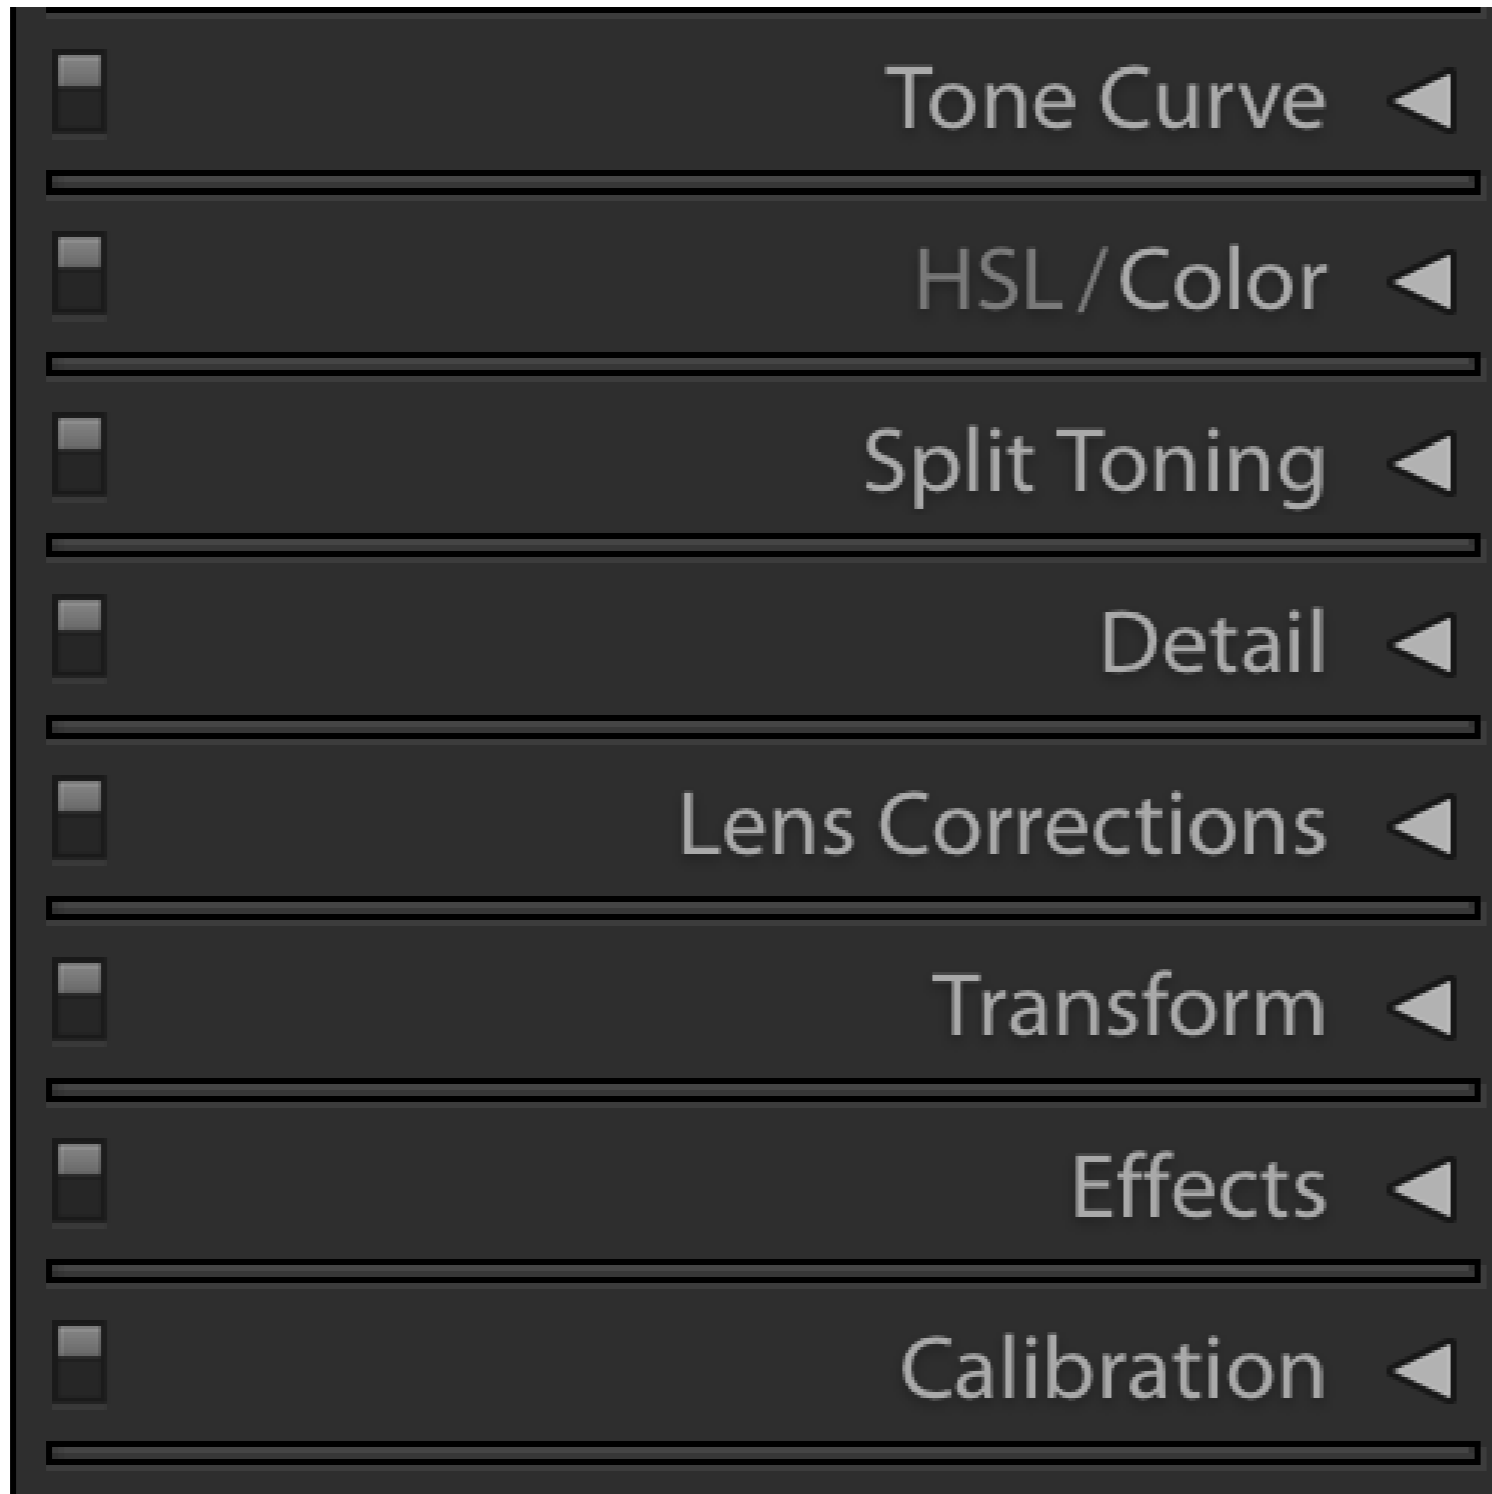 Tone Curve
HSL / Color
Split Toning
Detail
Lens Corrections
Transform
Effects
Calibration